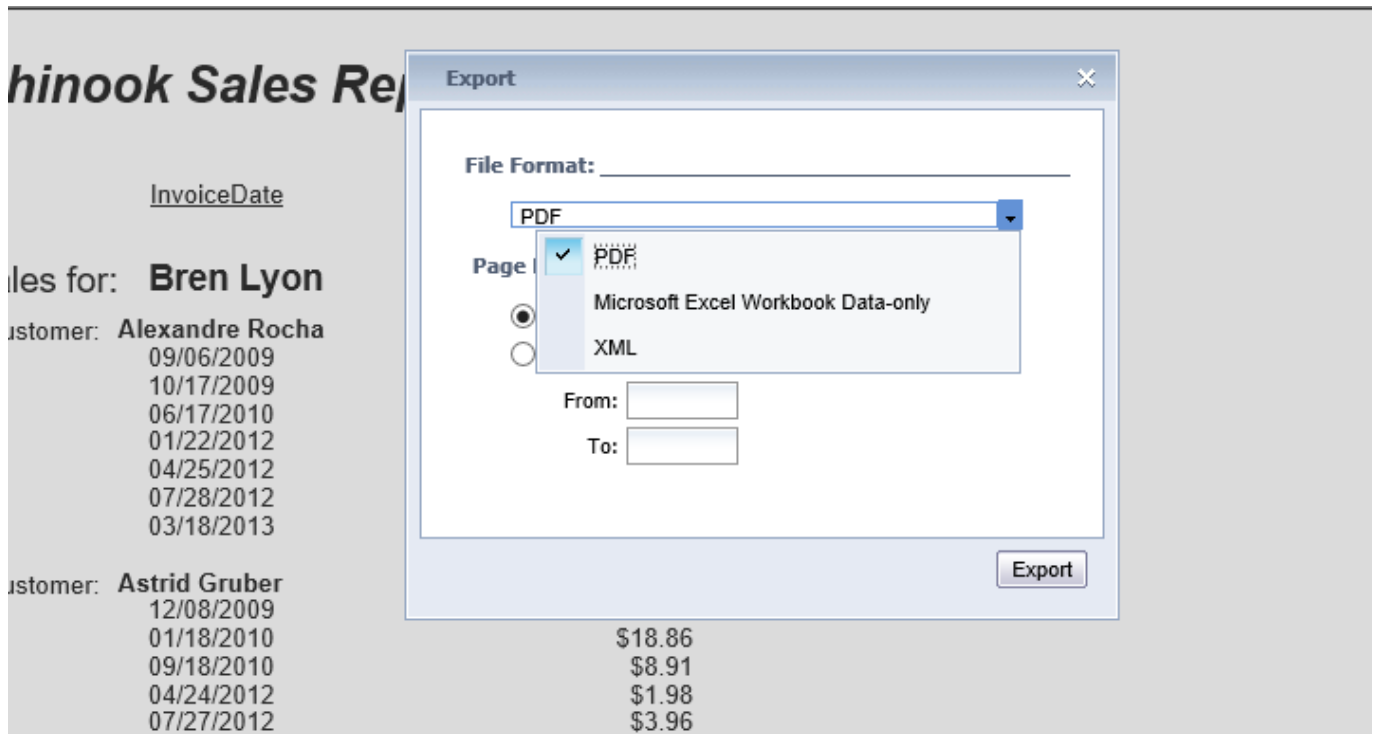 hinook Sales Re
InvoiceDate
les for: Bren Lyon
ustomer: Alexandre Rocha
09/06/2009
10/17/2009
06/17/2010
01/22/2012
04/25/2012
07/28/2012
03/18/2013
ustomer: Astrid Gruber
12/08/2009
01/18/2010 $18.86
09/18/2010 $8.91
04/24/2012 $1.98
07/27/2012 $3.96
Export
File Format:
PDF
PDF
Microsoft Excel Workbook Data-only
XML
Page
From:
To:
Export